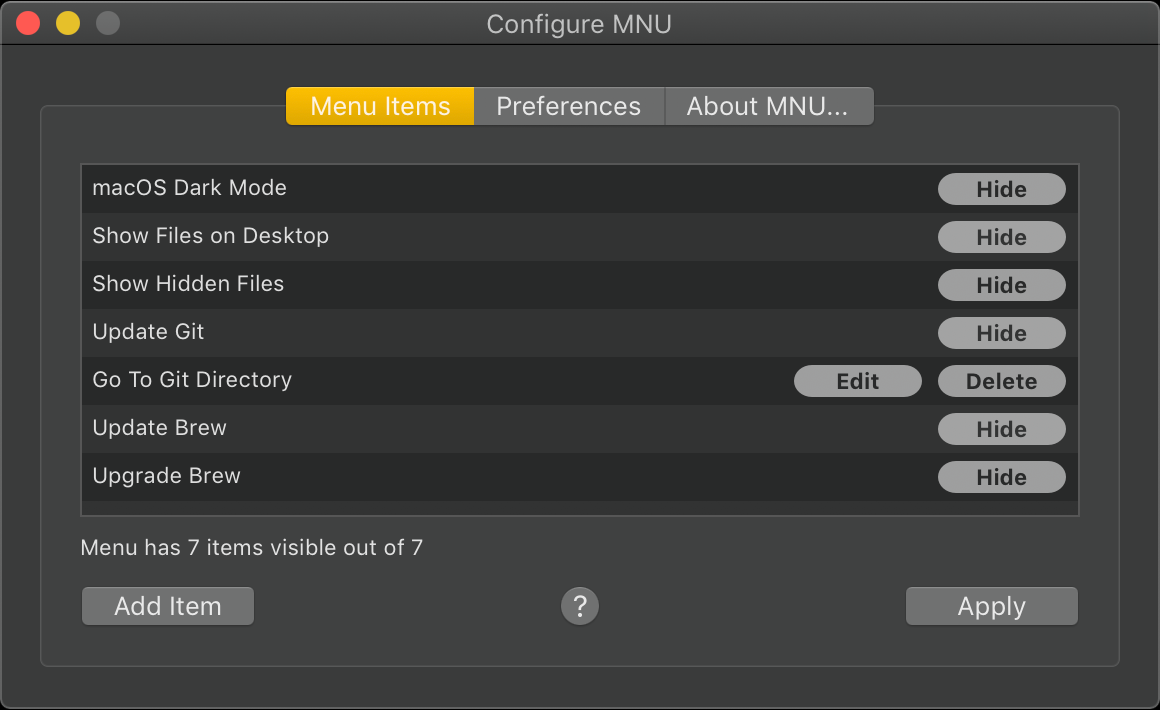 Configure MNU
Menu Items Preferences About MNU...
macOS Dark Mode Hide
Show Files on Desktop Hide
Show Hidden Files Hide
Update Git Hide
Go To Git Directory Edit Delete
Update Brew Hide
Upgrade Brew Hide
Menu has 7 items visible out of 7
Add Item ? Apply